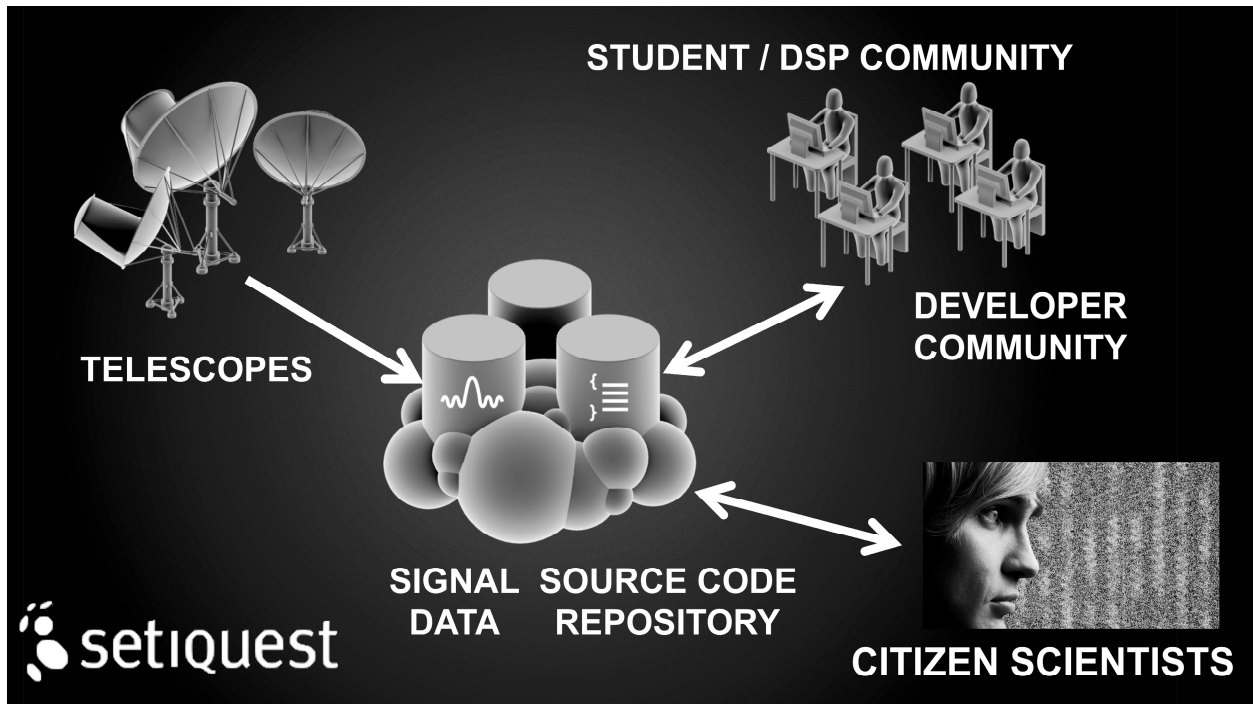 STUDENT / DSP COMMUNITY
TELESCOPES
DEVELOPER
COMMUNITY
{
}
SIGNAL
DATA
SOURCE CODE
REPOSITORY
setiquest
CITIZEN SCIENTISTS